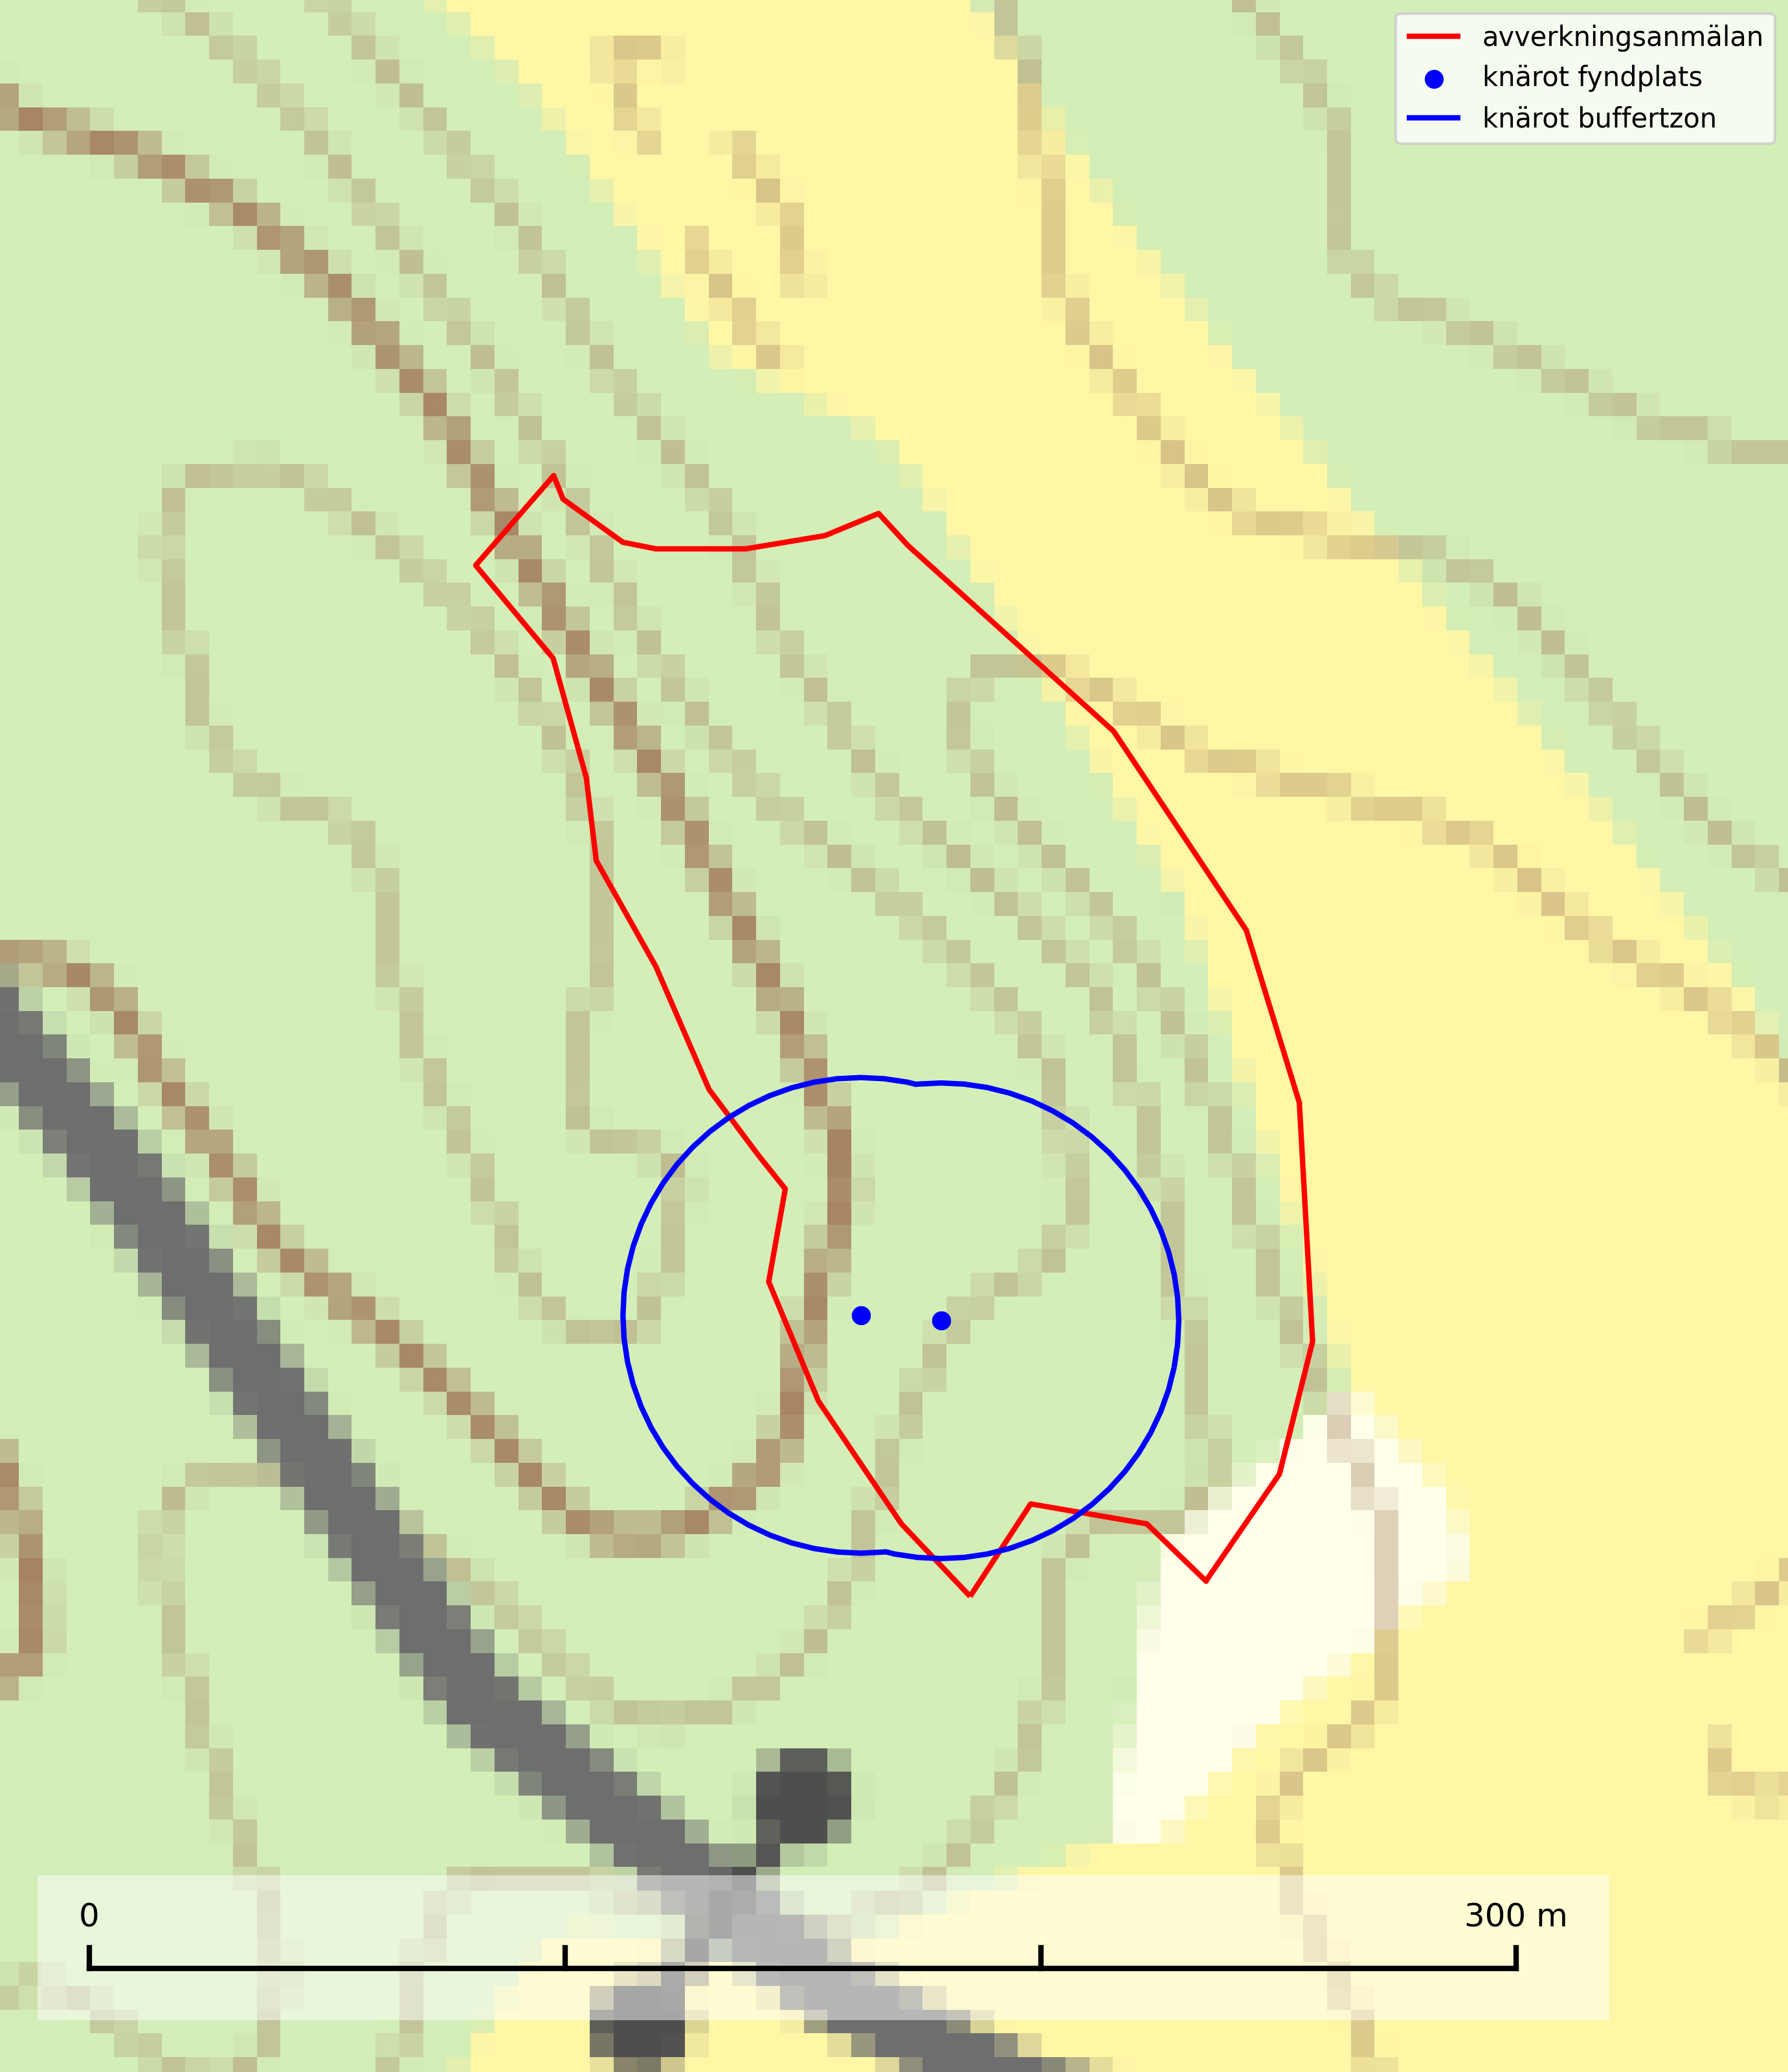 avverkningsanmälan
knärot fyndplats
knärot buffertzon
0 300 m